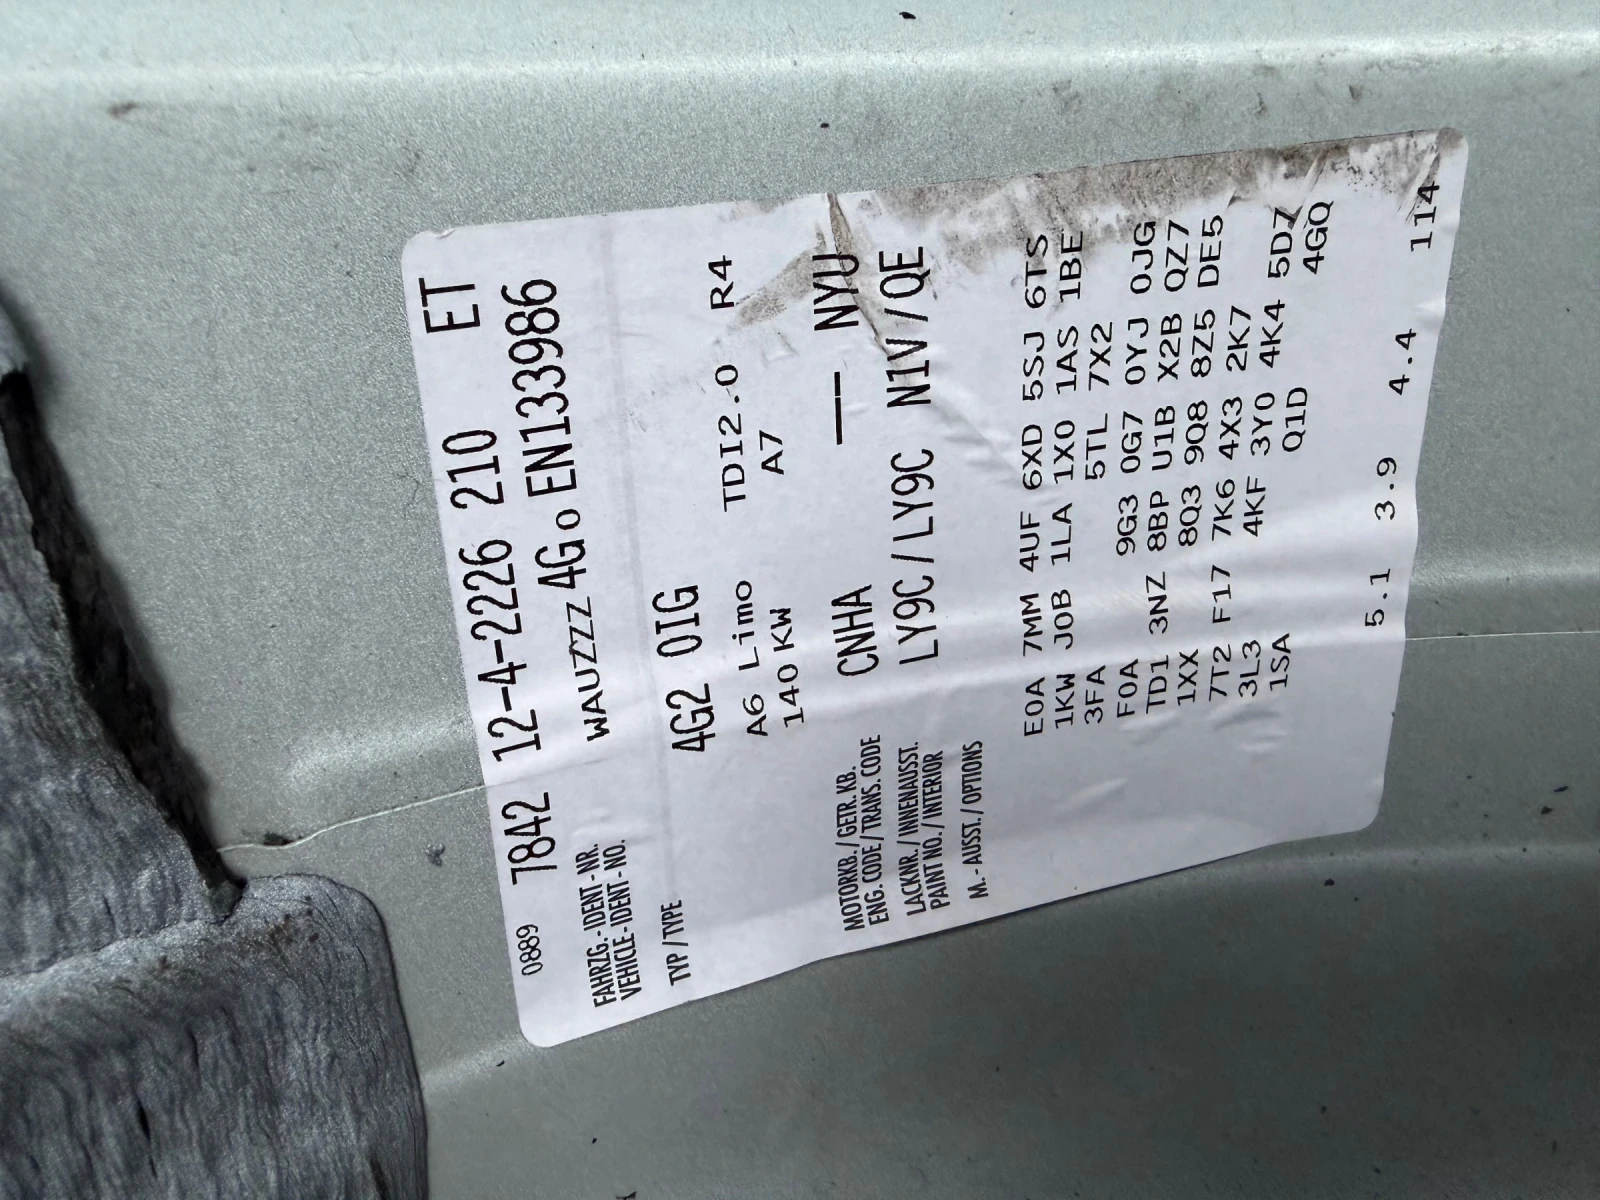 0889 7842 12-4-2226 210 ET
FAHRZG.-IDENT-NR.
VEHICLE-IDENT-NO. WAUZZZ 4G0 EN133986
TYP/TYPE 4G2 0IG
A6 Limo TDI2.0 R4
140 KW A7
MOTORKB./GETR.KB.
ENG. CODE/TRANS. CODE CNHA —— NYU
LACKNR./INNENAUSST.
PAINT NO./INTERIOR LY9C/LY9C N1V/QE
M.-AUSST./OPTIONS
E0A 7MM 4UF 6XD 5SJ 6TS
1KW J0B 1LA 1X0 1AS 1BE
3FA 5TL 7X2
F0A 9G3 0G7 0YJ 0JG
TD1 3NZ 8BP U1B X2B QZ7
1XX 8Q3 9Q8 8Z5 DE5
7T2 F17 7K6 4X3 2K7
3L3 4KF 3Y0 4K4 5D7
1SA Q1D 4GQ
5.1 3.9 4.4 114